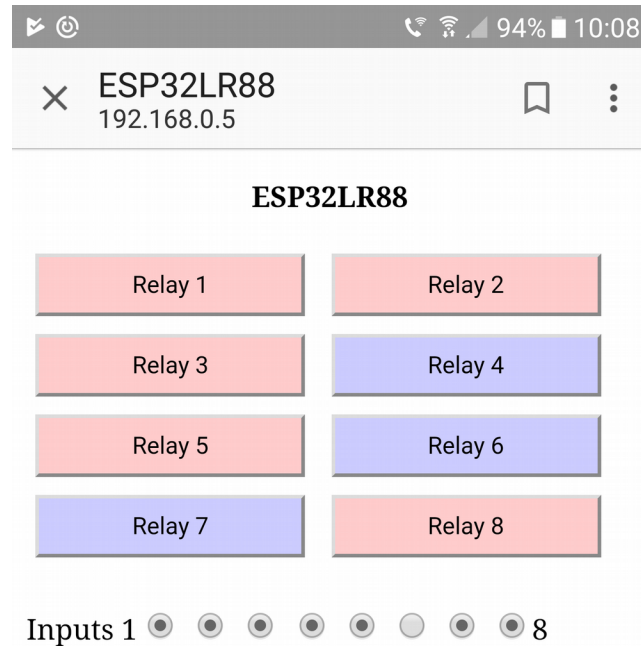 94% 10:08
ESP32LR88
192.168.0.5
ESP32LR88
Relay 1 Relay 2
Relay 3 Relay 4
Relay 5 Relay 6
Relay 7 Relay 8
Inputs 1 8